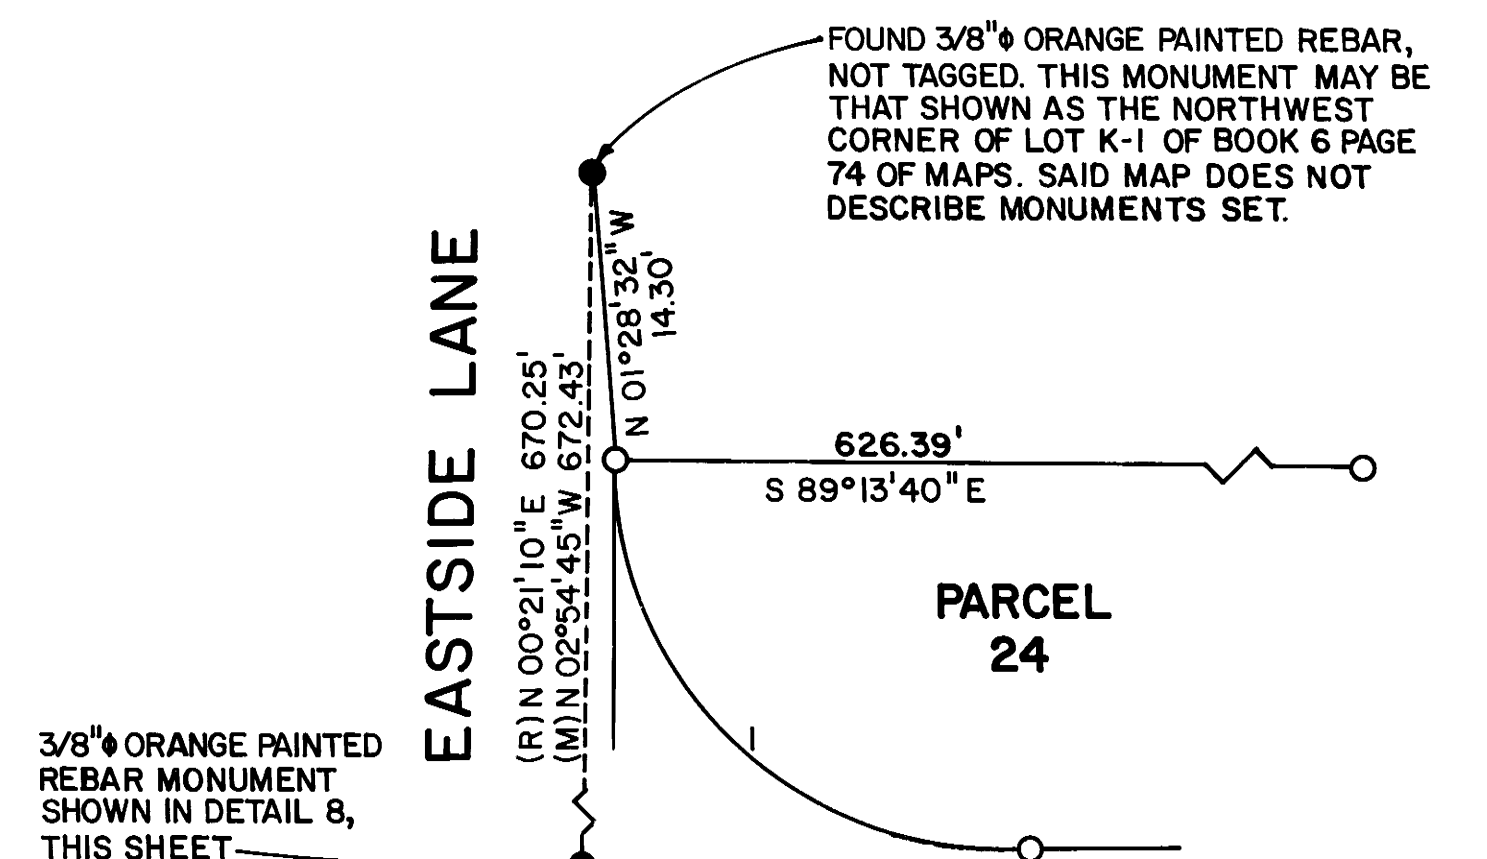 FOUND 3/8"φ ORANGE PAINTED REBAR,
NOT TAGGED. THIS MONUMENT MAY BE
THAT SHOWN AS THE NORTHWEST
CORNER OF LOT K-1 OF BOOK 6 PAGE
74 OF MAPS. SAID MAP DOES NOT
DESCRIBE MONUMENTS SET.
N 01°28'32"W
14.30'
EASTSIDE LANE
(R)N 00°21'10"E 670.25'
(M)N 02°54'45"W 672.43'
626.39'
S 89°13'40"E
PARCEL
24
3/8"φ ORANGE PAINTED
REBAR MONUMENT
SHOWN IN DETAIL 8,
THIS SHEET